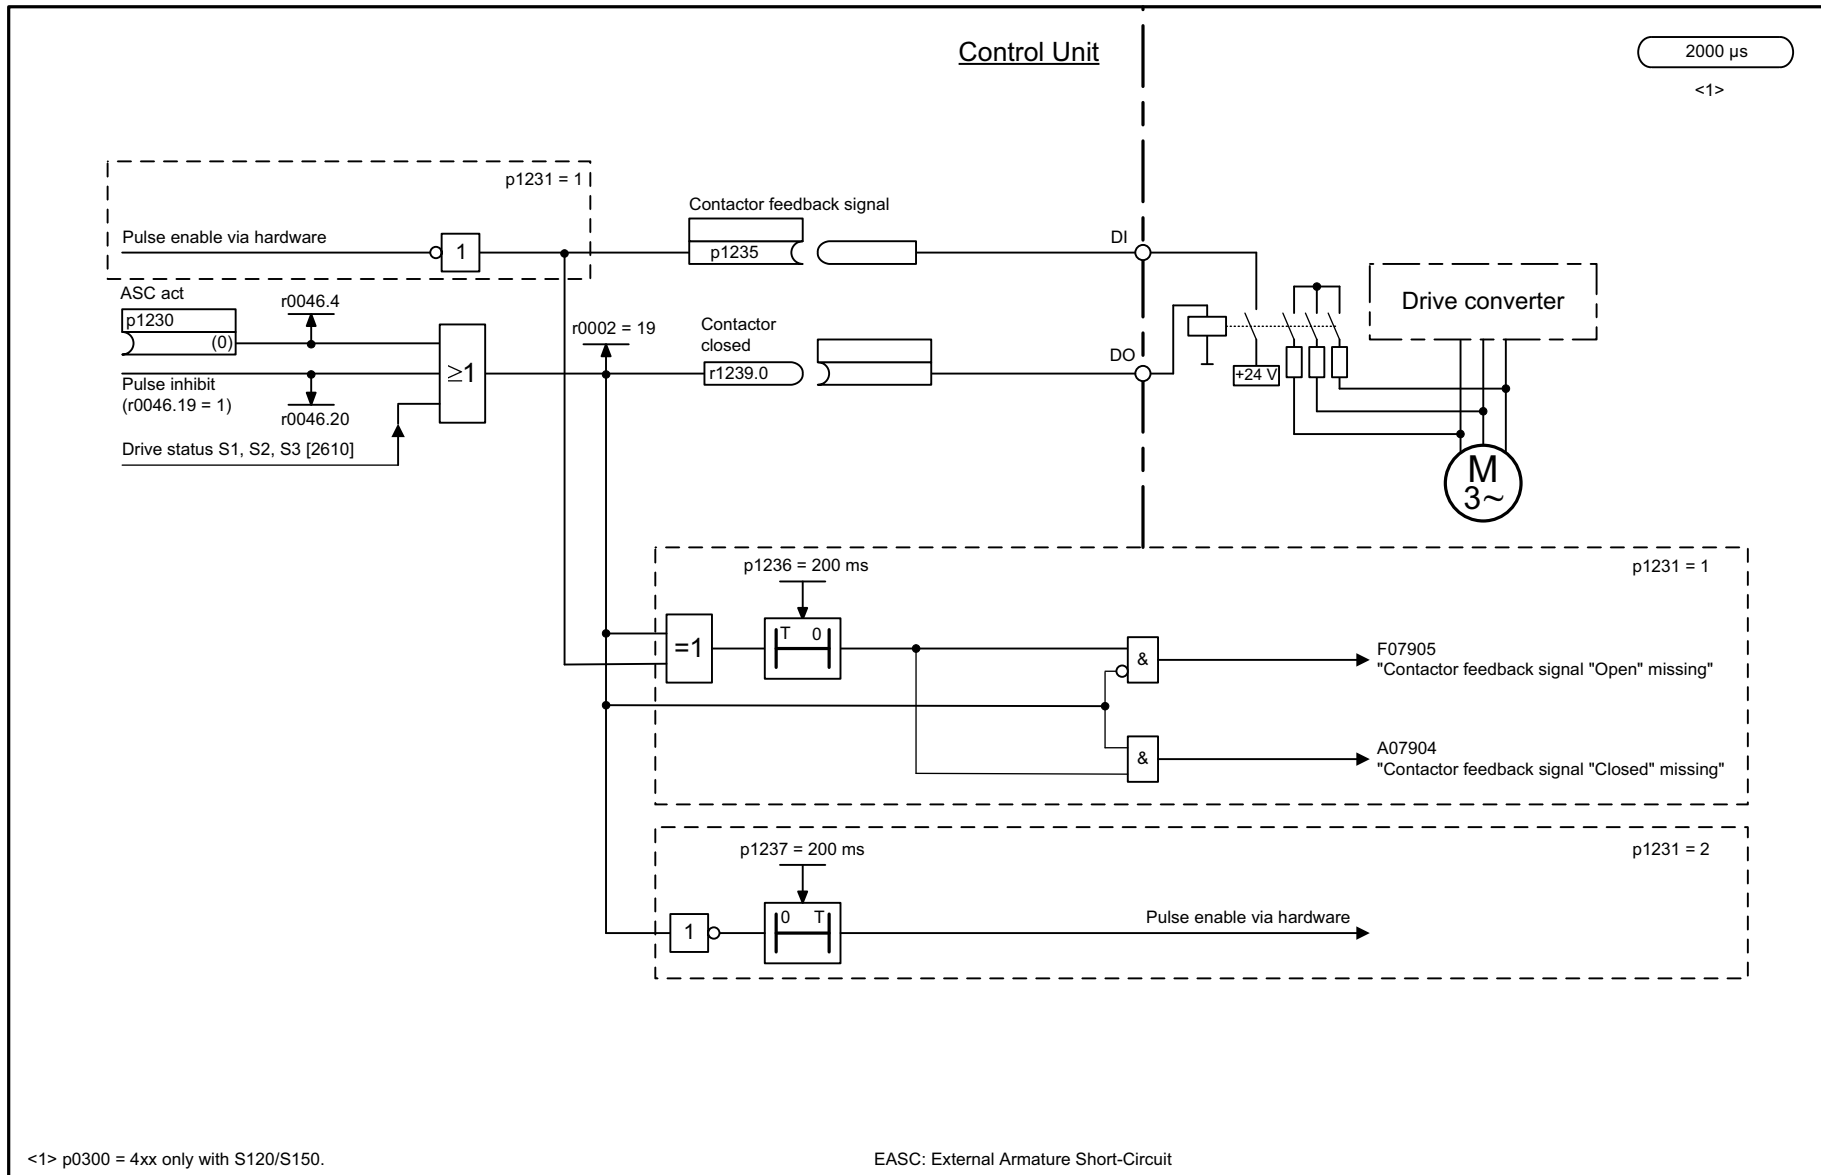 Control Unit
2000 µs
<1>
p1231 = 1
Pulse enable via hardware
1
Contactor feedback signal
p1235
DI
ASC act
p1230
(0)
r0046.4
Pulse inhibit
(r0046.19 = 1)
r0046.20
Drive status S1, S2, S3 [2610]
≥1
r0002 = 19
Contactor
closed
r1239.0
DO
+24 V
Drive converter
M
3~
p1236 = 200 ms
p1231 = 1
=1
T 0
&
F07905
"Contactor feedback signal "Open" missing"
&
A07904
"Contactor feedback signal "Closed" missing"
p1237 = 200 ms
p1231 = 2
1
0 T
Pulse enable via hardware
<1> p0300 = 4xx only with S120/S150.
EASC: External Armature Short-Circuit